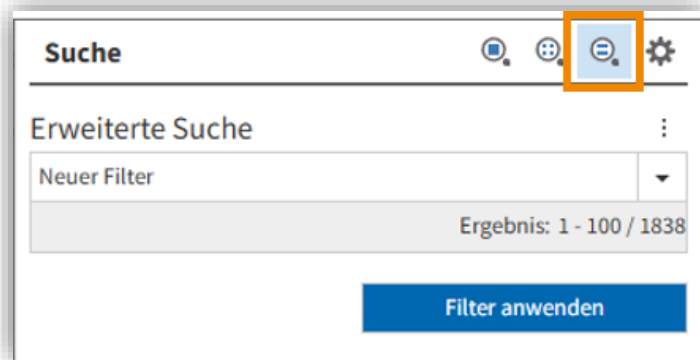 Suche
Erweiterte Suche
Neuer Filter
Ergebnis: 1 - 100 / 1838
Filter anwenden